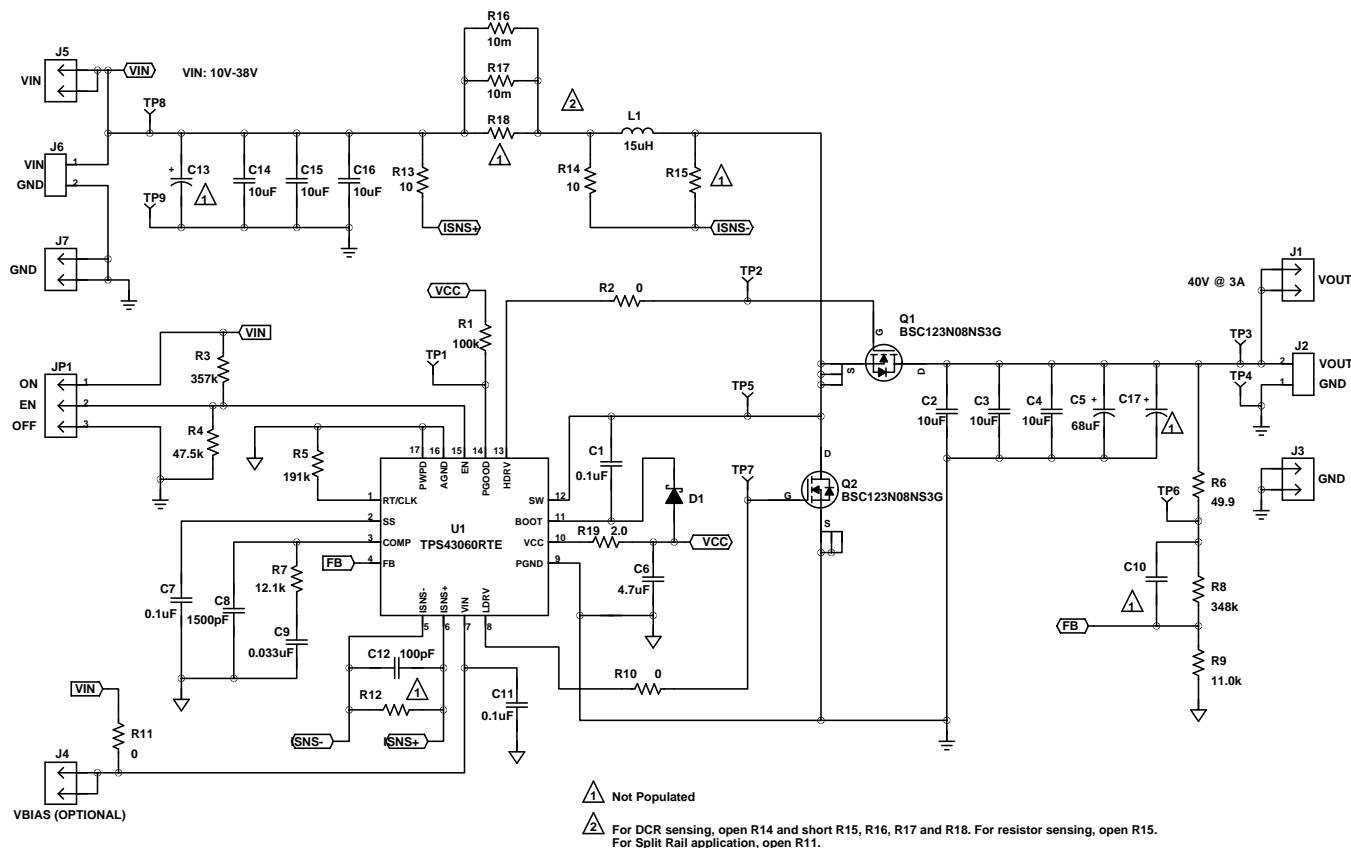 R16
10m
J5
VIN
VIN
VIN: 10V-38V
R17
10m
2
TP8
R18
L1
15uH
J6
VIN
1
GND
2
+
C13
1
C14
10uF
C15
10uF
C16
10uF
R13
10
1
R14
10
R15
1
TP9
ISNS+
ISNS-
J7
GND
VCC
R2
0
TP2
J1
40V @ 3A
VOUT
VIN
R1
100k
Q1
BSC123N08NS3G
G
S
D
R3
357k
TP1
TP3
J2
2
VOUT
1
GND
TP4
JP1
ON
1
EN
2
OFF
3
TP5
C2
10uF
C3
10uF
C4
10uF
C5
+
68uF
C17
+
1
R4
47.5k
R5
191k
17
16
15
14
13
PWPD
AGND
EN
PGOOD
HDRV
C1
0.1uF
D
TP7
Q2
BSC123N08NS3G
G
S
J3
GND
R6
49.9
TP6
1
RT/CLK
2
SS
3
COMP
4
FB
FB
U1
TPS43060RTE
SW
12
BOOT
11
VCC
10
PGND
9
D1
R19
2.0
VCC
C6
4.7uF
C7
0.1uF
C8
1500pF
R7
12.1k
C9
0.033uF
ISNS-
ISNS+
VIN
LDRV
5
6
7
8
C10
1
R8
348k
FB
R9
11.0k
C12
100pF
R12
1
C11
0.1uF
R10
0
VIN
R11
0
ISNS-
ISNS+
J4
VBIAS (OPTIONAL)
1 Not Populated
2 For DCR sensing, open R14 and short R15, R16, R17 and R18. For resistor sensing, open R15.
For Split Rail application, open R11.